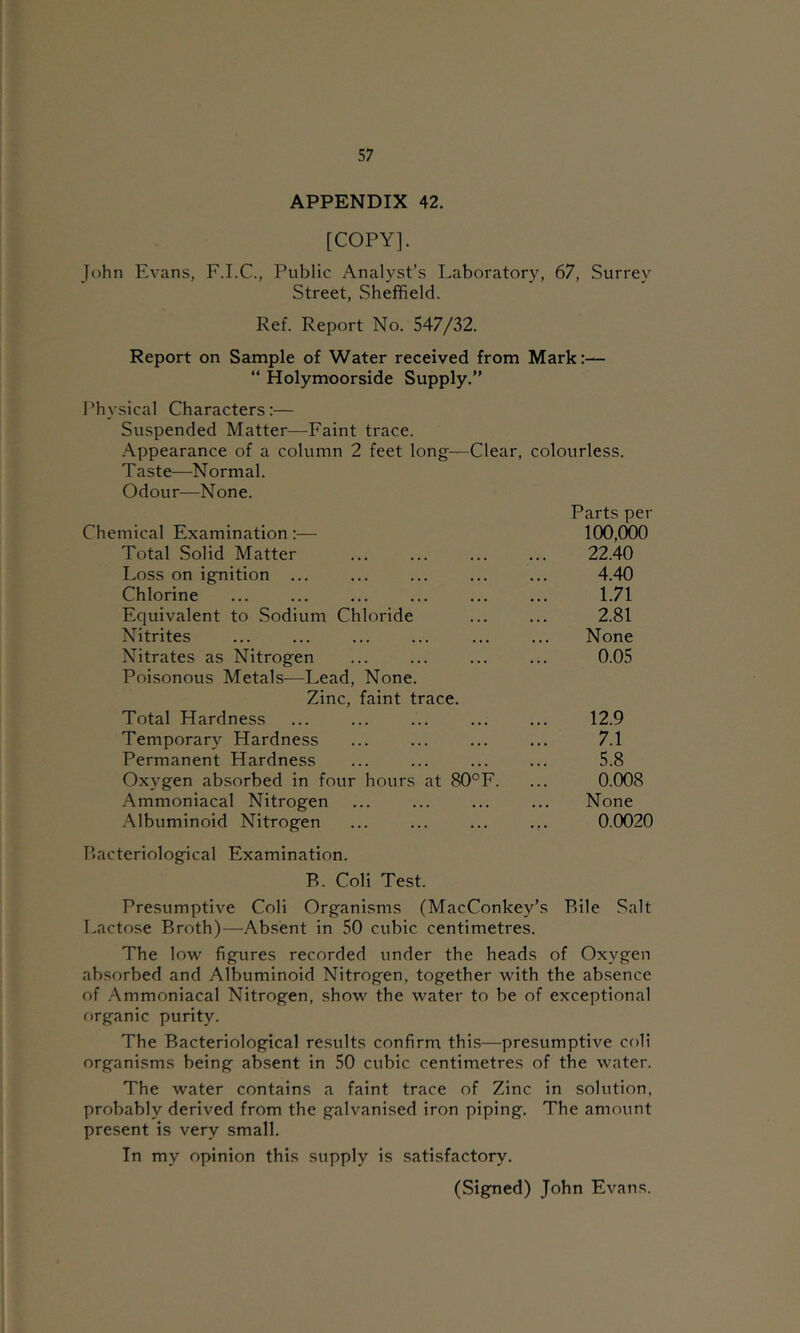 57
APPENDIX 42.
[COPY].
John Evans, F.I.C., Public Analyst's Laboratory, 67, Surrey
Street, Sheffield.
Ref. Report No. 547/32.
Report on Sample of Water received from Mark:—
“ Holymoorside Supply.”
Physical Characters:—
Suspended Matter—Faint trace.
Appearance of a column 2 feet long—Clear, colourless.
Taste—Normal.
Odour—None.
Parts per
Chemical Examination:— 100,000
Total Solid Matter ... ... ... ... 22.40
Loss on ignition ... ... ... ... ... 4.40
Chlorine ... ... ... ... ... ... 1.71
Equivalent to Sodium Chloride ... ... 2.81
Nitrites ... ... ... ... ... ... None
Nitrates as Nitrogen ... ... ... ... 0.05
Poisonous Metals—Lead, None.
Zinc, faint trace.
Total Hardness ... ... ... ... ... 12.9
Temporary Hardness ... ... ... ... 7.1
Permanent Hardness ... ... ... ... 5.8
Oxygen absorbed in four hours at 80°F. ... 0.008
Ammoniacal Nitrogen ... ... ... ... None
Albuminoid Nitrogen ... ... ... ... 0.0020
Bacteriological Examination.
B. Coli Test.
Presumptive Coli Organisms (MacConkey's Bile Salt
Lactose Broth)—Absent in 50 cubic centimetres.
The low figures recorded under the heads of Oxygen
absorbed and Albuminoid Nitrogen, together with the absence
of Ammoniacal Nitrogen, show the water to be of exceptional
organic purity.
The Bacteriological results confirm this—presumptive coli
organisms being absent in 50 cubic centimetres of the water.
The water contains a faint trace of Zinc in solution,
probably derived from the galvanised iron piping. The amount
present is very small.
In my opinion this supply is satisfactory.
(Signed) John Evans.